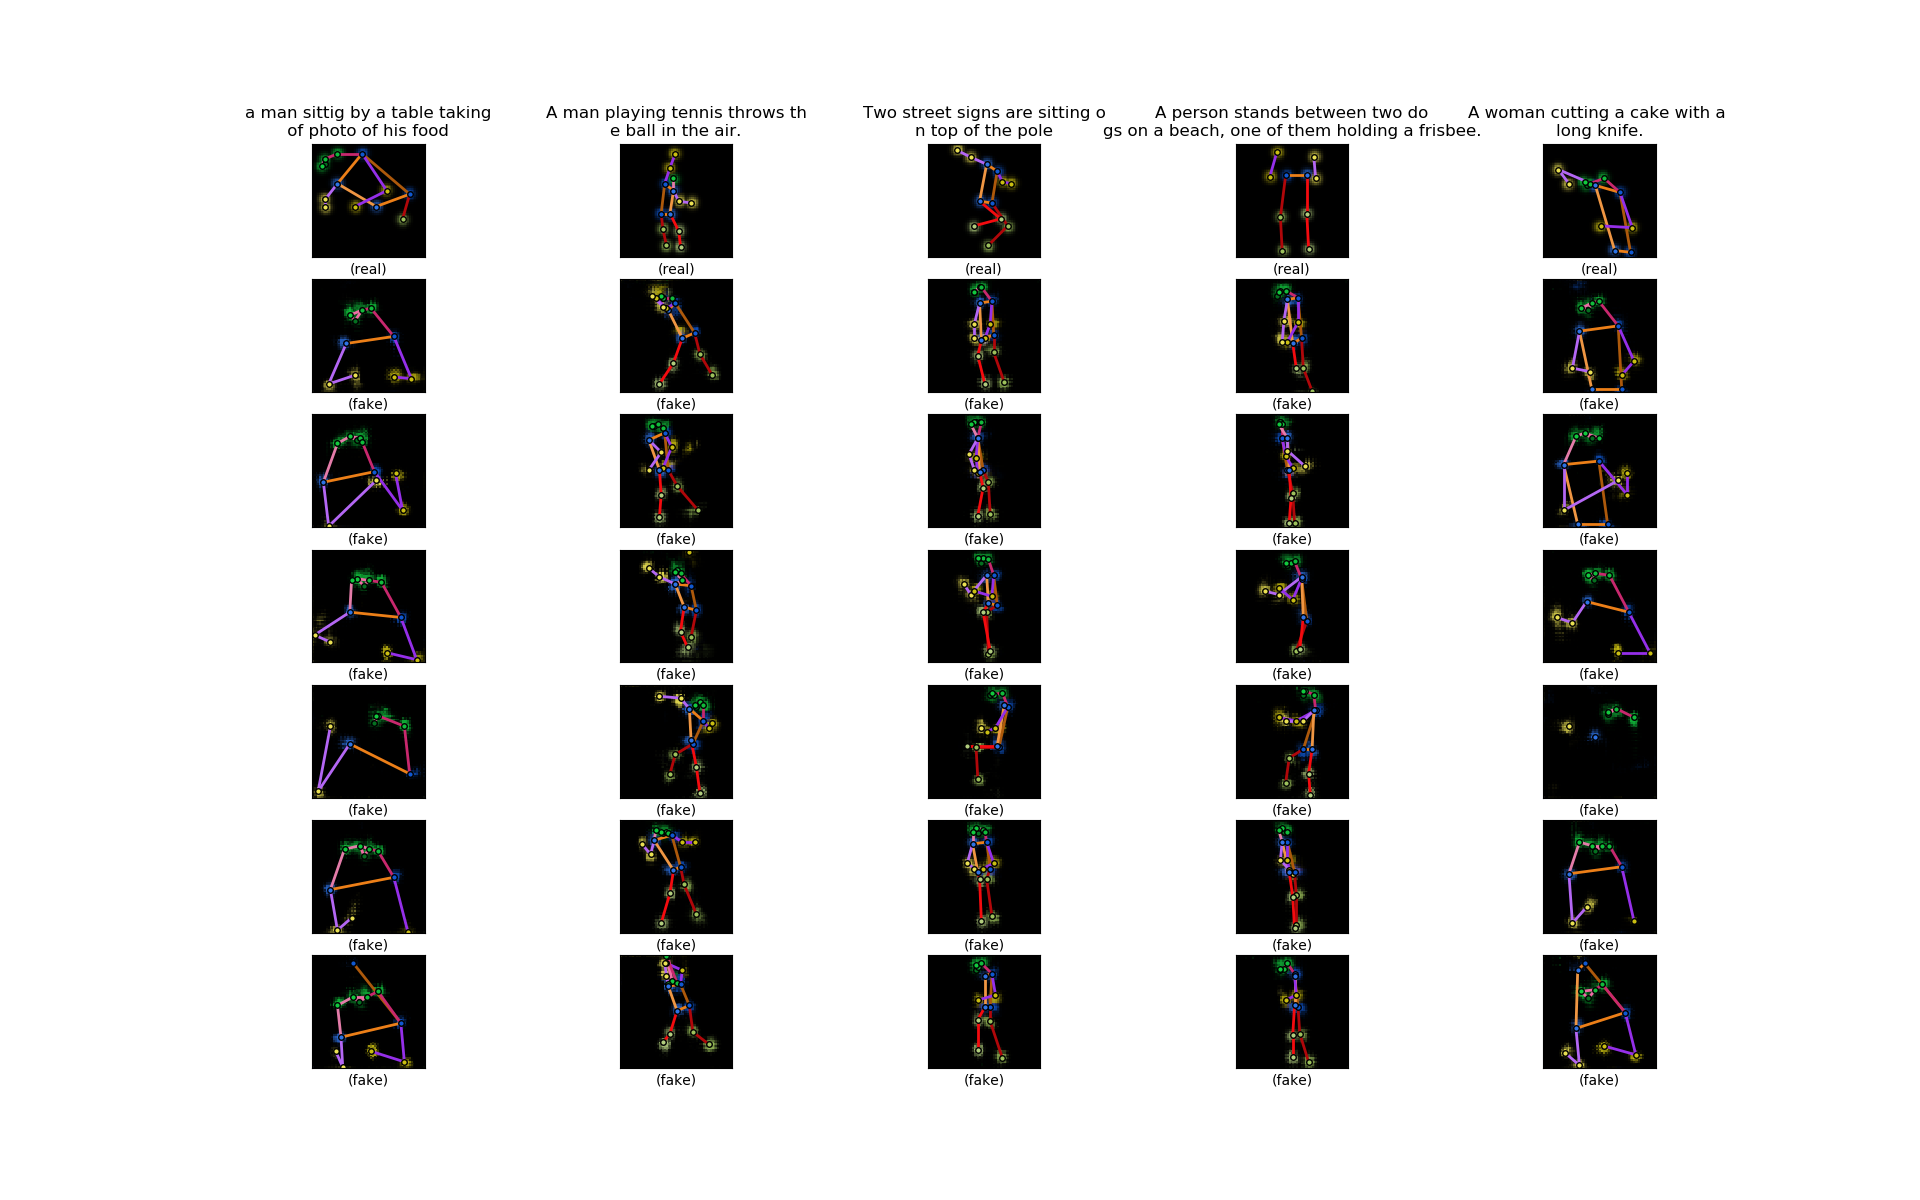 a man sittig by a table taking
of photo of his food
A man playing tennis throws th
e ball in the air.
Two street signs are sitting o
n top of the pole
A person stands between two do
gs on a beach, one of them holding a frisbee.
A woman cutting a cake with a
long knife.
(real) (real) (real) (real) (real)
(fake) (fake) (fake) (fake) (fake)
(fake) (fake) (fake) (fake) (fake)
(fake) (fake) (fake) (fake) (fake)
(fake) (fake) (fake) (fake) (fake)
(fake) (fake) (fake) (fake) (fake)
(fake) (fake) (fake) (fake) (fake)